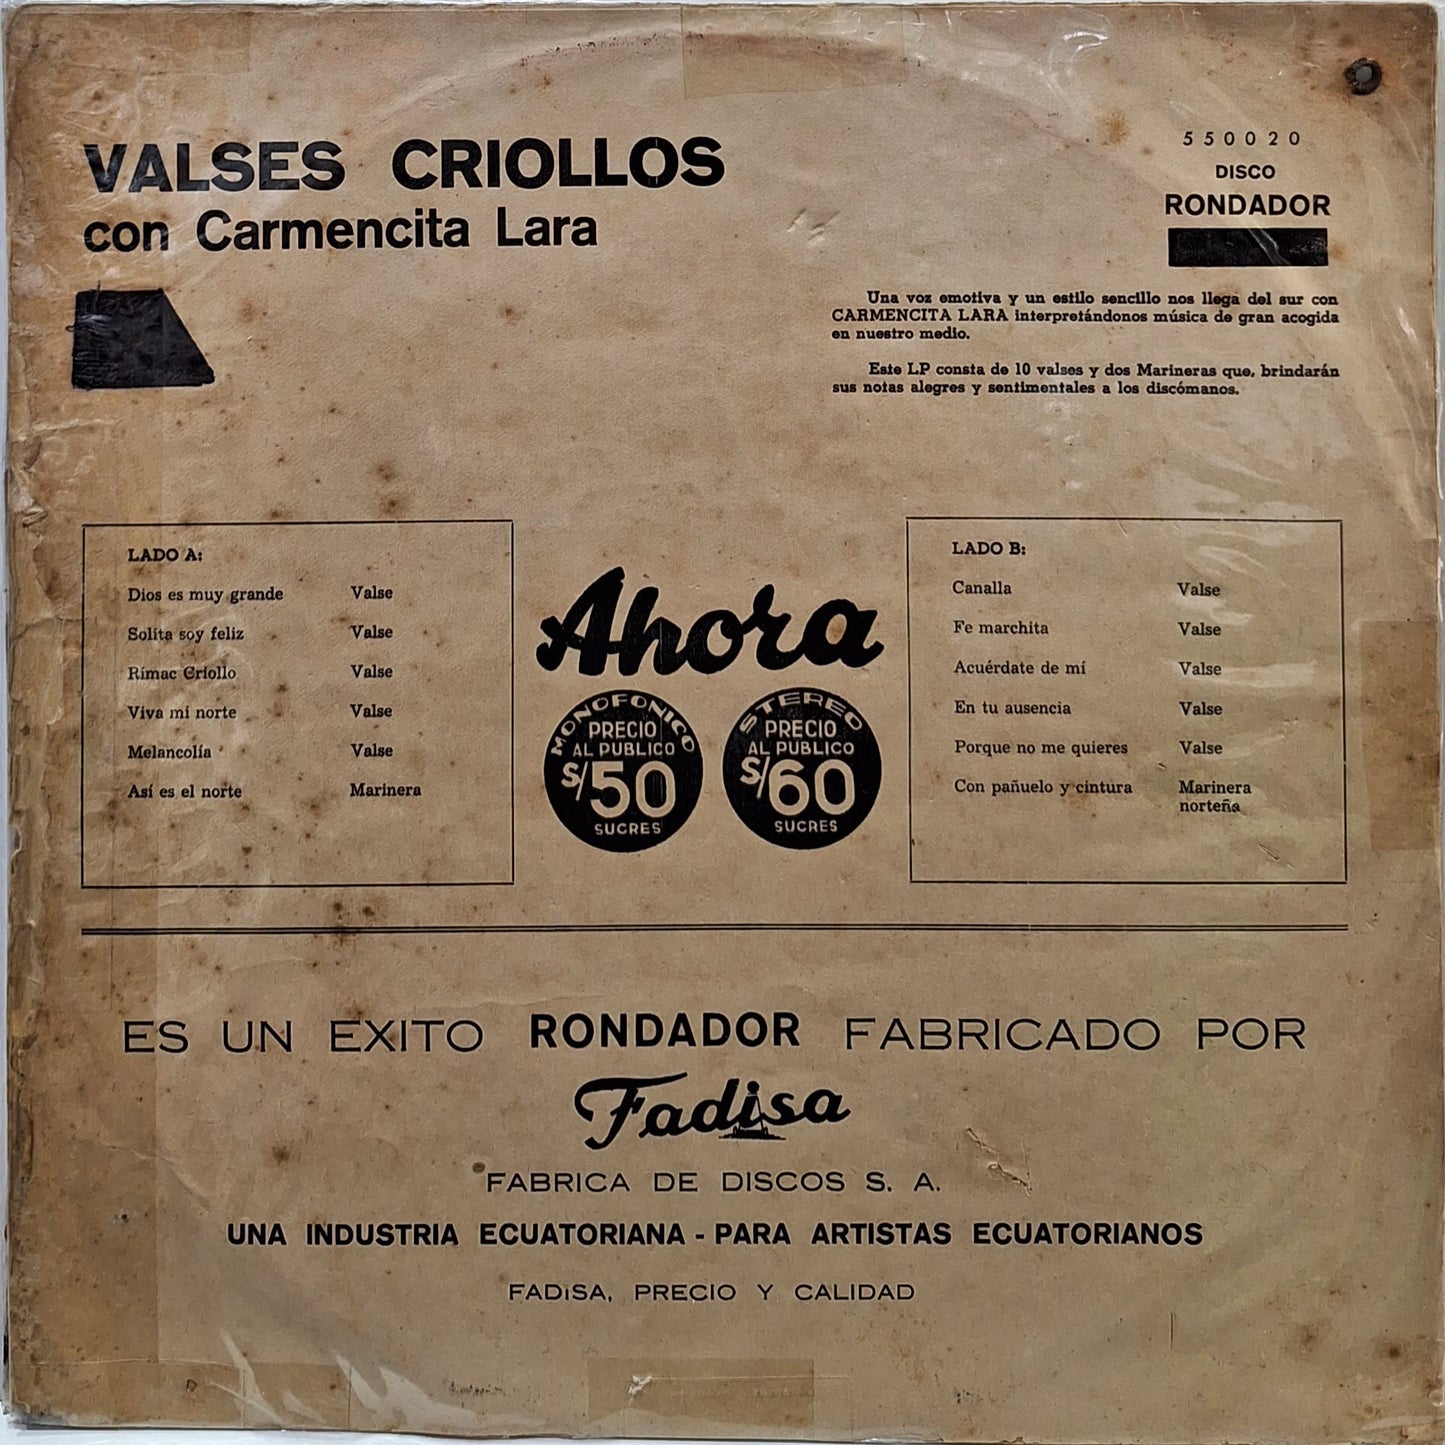 VALSES CRIOLLOS
con Carmencita Lara
550020
DISCO
RONDADOR
Una voz emotiva y un estilo sencillo nos llega del sur con
CARMENCITA LARA interpretándonos música de gran acogida
en nuestro medio.
Este LP consta de 10 valses y dos Marineras que, brindarán
sus notas alegres y sentimentales a los discómanos.
LADO A:
Dios es muy grande Valse
Solita soy feliz Valse
Rímac Criollo Valse
Viva mi norte Valse
Melancolía Valse
Así es el norte Marinera
Ahora
MONOFONICO
PRECIO
AL PUBLICO
S/50
SUCRES
STEREO
PRECIO
AL PUBLICO
S/60
SUCRES
LADO B:
Canalla Valse
Fe marchita Valse
Acuérdate de mí Valse
En tu ausencia Valse
Porque no me quieres Valse
Con pañuelo y cintura Marinera
norteña
ES UN EXITO RONDADOR FABRICADO POR
Fadisa
FABRICA DE DISCOS S. A.
UNA INDUSTRIA ECUATORIANA - PARA ARTISTAS ECUATORIANOS
FADiSA, PRECIO Y CALIDAD